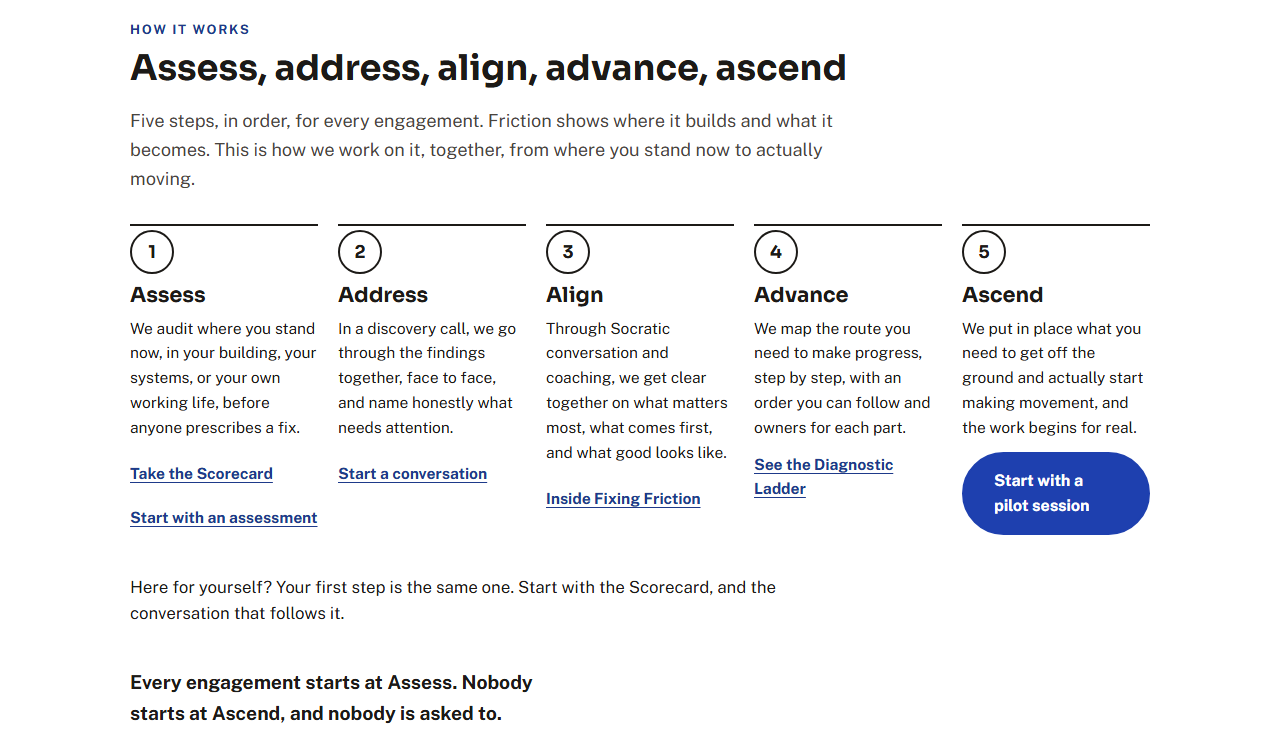 HOW IT WORKS
Assess, address, align, advance, ascend
Five steps, in order, for every engagement. Friction shows where it builds and what it
becomes. This is how we work on it, together, from where you stand now to actually
moving.
1
Assess
We audit where you stand
now, in your building, your
systems, or your own
working life, before
anyone prescribes a fix.
Take the Scorecard
Start with an assessment
2
Address
In a discovery call, we go
through the findings
together, face to face,
and name honestly what
needs attention.
Start a conversation
3
Align
Through Socratic
conversation and
coaching, we get clear
together on what matters
most, what comes first,
and what good looks like.
Inside Fixing Friction
4
Advance
We map the route you
need to make progress,
step by step, with an
order you can follow and
owners for each part.
See the Diagnostic
Ladder
5
Ascend
We put in place what you
need to get off the
ground and actually start
making movement, and
the work begins for real.
Start with a
pilot session
Here for yourself? Your first step is the same one. Start with the Scorecard, and the
conversation that follows it.
Every engagement starts at Assess. Nobody
starts at Ascend, and nobody is asked to.